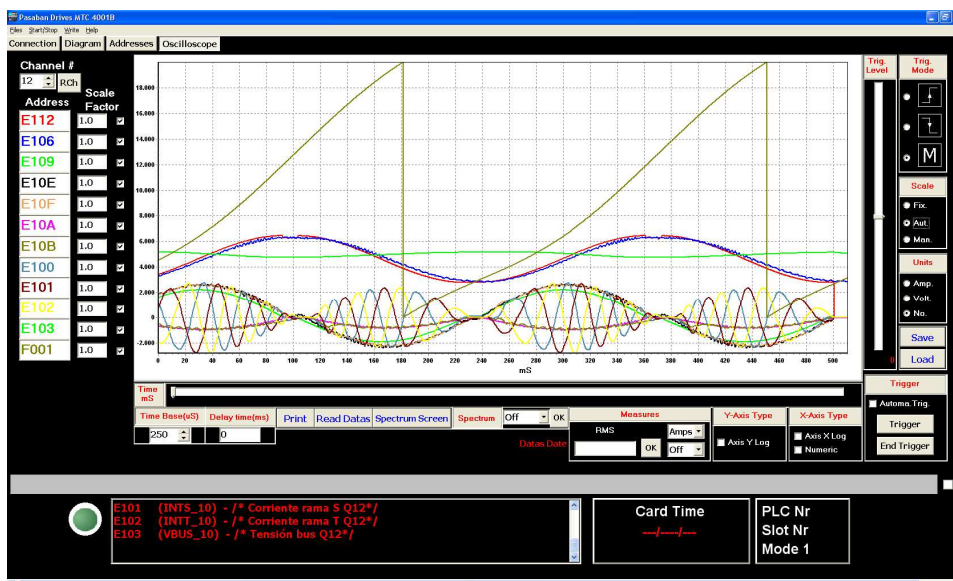 Pasaban Drives MTC 4001B
Files Start/Stop Write Help
Connection Diagram Addresses Oscilloscope
Channel #
12 RCh
Address Scale Factor
E112 1.0
E106 1.0
E109 1.0
E10E 1.0
E10F 1.0
E10A 1.0
E10B 1.0
E100 1.0
E101 1.0
E102 1.0
E103 1.0
F001 1.0
18.000
16.000
14.000
12.000
10.000
8.000
6.000
4.000
2.000
0
-2.000
0 20 40 60 80 100 120 140 160 180 200 220 240 260 280 300 320 340 360 380 400 420 440 460 480 500
mS
Trig. Level
0
Trig. Mode
M
Scale
Fix.
Aut.
Man.
Units
Amp.
Volt.
No.
Save
Load
Time mS
Time Base(uS)
250
Delay time(ms)
0
Print Read Datas Spectrum Screen Spectrum Off OK
Datas Date
Measures
RMS Amps
OK Off
Y-Axis Type
Axis Y Log
X-Axis Type
Axis X Log
Numeric
Trigger
Automa.Trig.
Trigger
End Trigger
E101 (INTS_10) - /* Corriente rama S Q12*/
E102 (INTT_10) - /* Corriente rama T Q12*/
E103 (VBUS_10) - /* Tensión bus Q12*/
Card Time
---/----/---
PLC Nr
Slot Nr
Mode 1